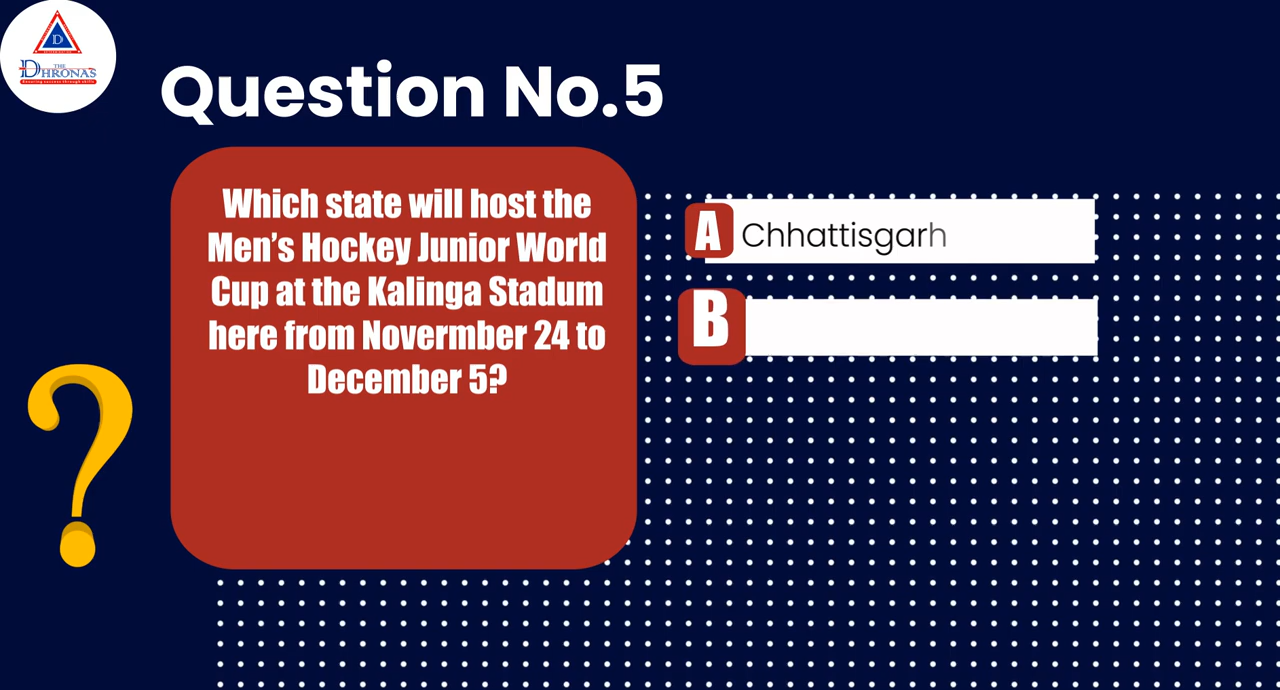 D
THE
DHRONAS
Question No.5
Which state will host the
Men's Hockey Junior World
Cup at the Kalinga Stadum
here from Novermber 24 to
December 5?
A Chhattisgarh
B
?